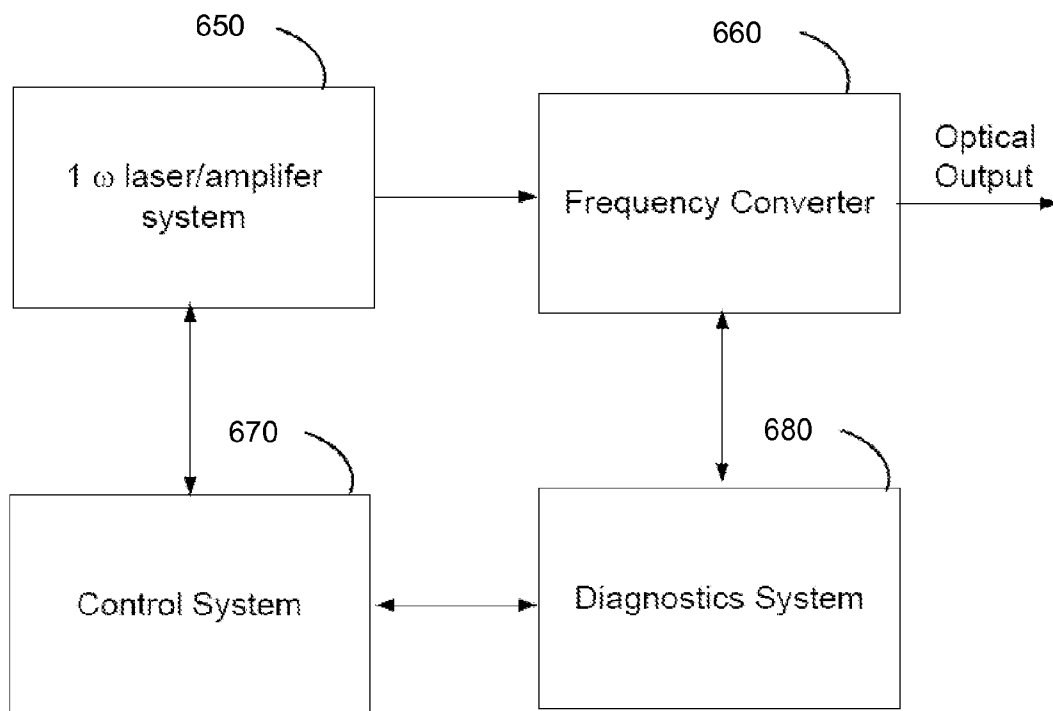 650
660
1 ω laser/amplifer
system
Frequency Converter
Optical
Output
670
680
Control System
Diagnostics System